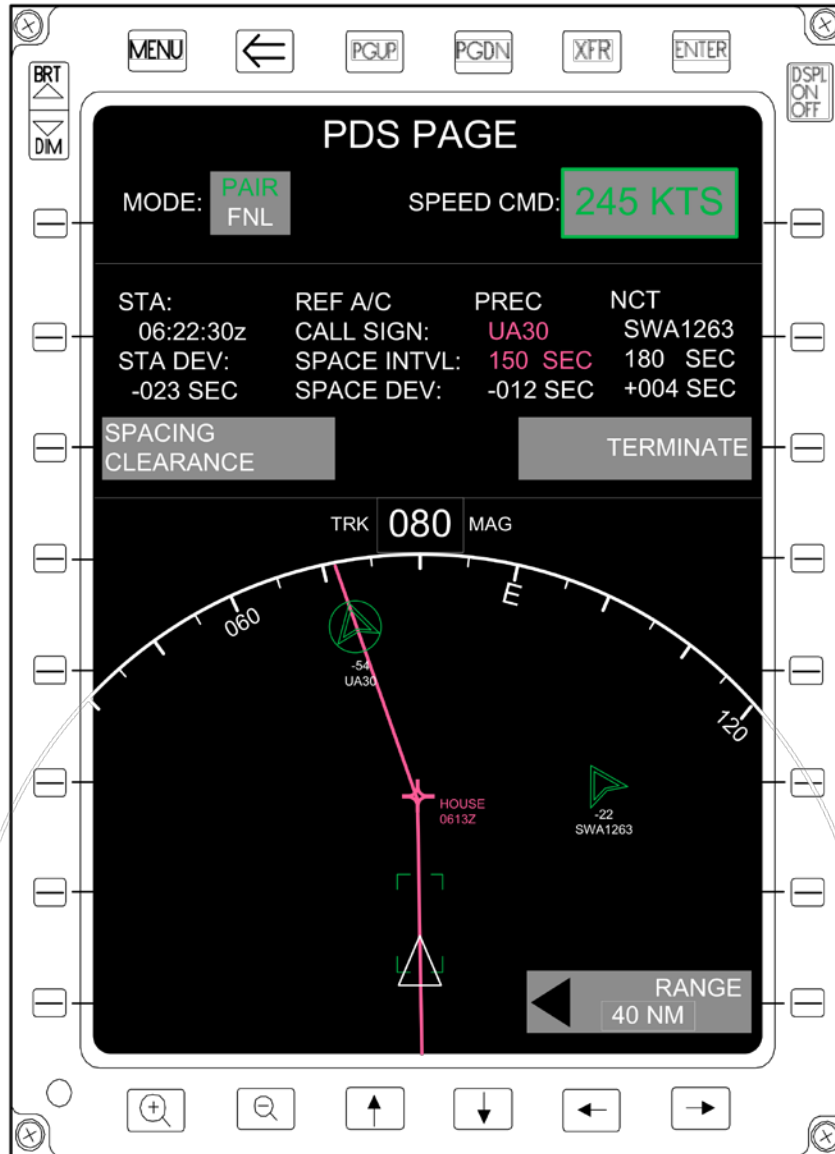 MENU PGUP PGDN XFR ENTER
BRT
DIM
DSPL
ON
OFF
PDS PAGE
MODE: PAIR
FNL
SPEED CMD: 245 KTS
STA: REF A/C PREC NCT
06:22:30z CALL SIGN: UA30 SWA1263
STA DEV: SPACE INTVL: 150 SEC 180 SEC
-023 SEC SPACE DEV: -012 SEC +004 SEC
SPACING
CLEARANCE
TERMINATE
TRK 080 MAG
060
E
120
-54
UA30
HOUSE
0613Z
-22
SWA1263
RANGE
40 NM